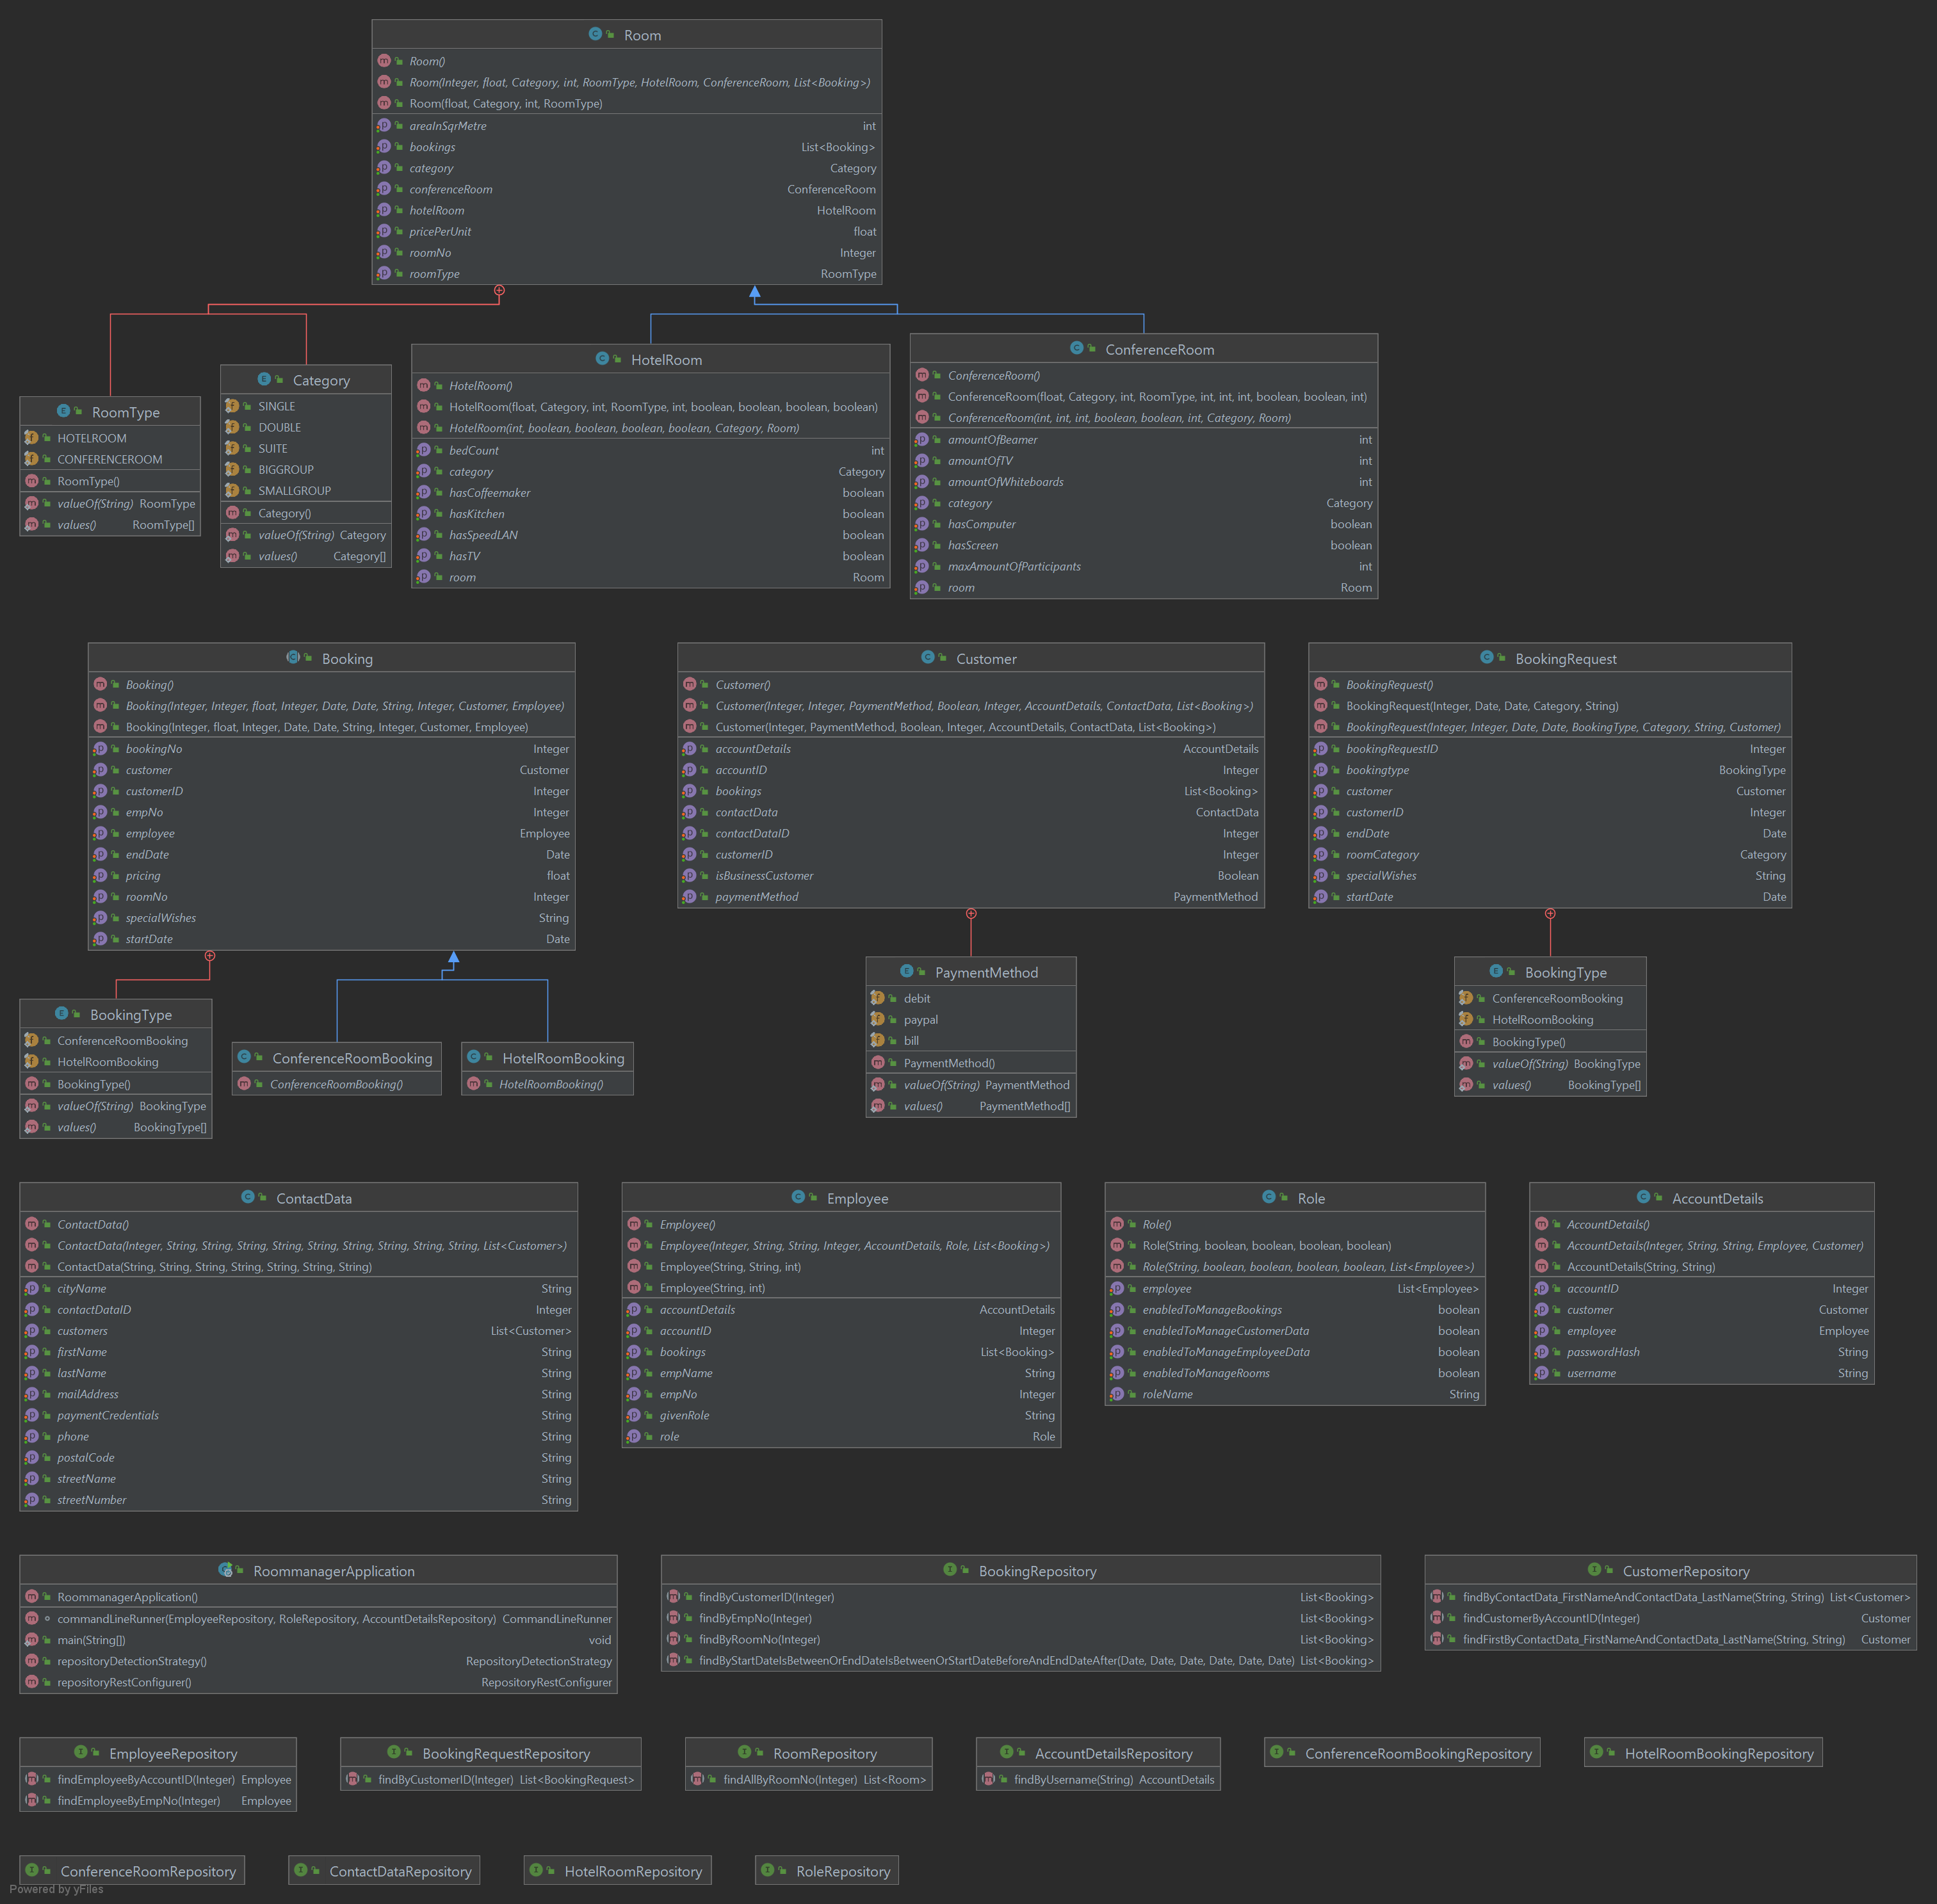 Room
Room()
Room(Integer, float, Category, int, RoomType, HotelRoom, ConferenceRoom, List<Booking>)
Room(float, Category, int, RoomType)
areaInSqrMetre int
bookings List<Booking>
category Category
conferenceRoom ConferenceRoom
hotelRoom HotelRoom
pricePerUnit float
roomNo Integer
roomType RoomType
RoomType
HOTELROOM
CONFERENCEROOM
RoomType()
valueOf(String) RoomType
values() RoomType[]
Category
SINGLE
DOUBLE
SUITE
BIGGROUP
SMALLGROUP
Category()
valueOf(String) Category
values() Category[]
HotelRoom
HotelRoom()
HotelRoom(float, Category, int, RoomType, int, boolean, boolean, boolean, boolean)
HotelRoom(int, boolean, boolean, boolean, boolean, Category, Room)
bedCount int
category Category
hasCoffeemaker boolean
hasKitchen boolean
hasSpeedLAN boolean
hasTV boolean
room Room
ConferenceRoom
ConferenceRoom()
ConferenceRoom(float, Category, int, RoomType, int, int, int, boolean, boolean, int)
ConferenceRoom(int, int, int, boolean, boolean, int, Category, Room)
amountOfBeamer int
amountOfTV int
amountOfWhiteboards int
category Category
hasComputer boolean
hasScreen boolean
maxAmountOfParticipants int
room Room
Booking
Booking()
Booking(Integer, Integer, float, Integer, Date, Date, String, Integer, Customer, Employee)
Booking(Integer, float, Integer, Date, Date, String, Integer, Customer, Employee)
bookingNo Integer
customer Customer
customerID Integer
empNo Integer
employee Employee
endDate Date
pricing float
roomNo Integer
specialWishes String
startDate Date
Customer
Customer()
Customer(Integer, Integer, PaymentMethod, Boolean, Integer, AccountDetails, ContactData, List<Booking>)
Customer(Integer, PaymentMethod, Boolean, Integer, AccountDetails, ContactData, List<Booking>)
accountDetails AccountDetails
accountID Integer
bookings List<Booking>
contactData ContactData
contactDataID Integer
customerID Integer
isBusinessCustomer Boolean
paymentMethod PaymentMethod
BookingRequest
BookingRequest()
BookingRequest(Integer, Date, Date, Category, String)
BookingRequest(Integer, Integer, Date, Date, BookingType, Category, String, Customer)
bookingRequestID Integer
bookingtype BookingType
customer Customer
customerID Integer
endDate Date
roomCategory Category
specialWishes String
startDate Date
BookingType
ConferenceRoomBooking
HotelRoomBooking
BookingType()
valueOf(String) BookingType
values() BookingType[]
ConferenceRoomBooking
ConferenceRoomBooking()
HotelRoomBooking
HotelRoomBooking()
PaymentMethod
debit
paypal
bill
PaymentMethod()
valueOf(String) PaymentMethod
values() PaymentMethod[]
BookingType
ConferenceRoomBooking
HotelRoomBooking
BookingType()
valueOf(String) BookingType
values() BookingType[]
ContactData
ContactData()
ContactData(Integer, String, String, String, String, String, String, String, String, String, List<Customer>)
ContactData(String, String, String, String, String, String, String)
cityName String
contactDataID Integer
customers List<Customer>
firstName String
lastName String
mailAddress String
paymentCredentials String
phone String
postalCode String
streetName String
streetNumber String
Employee
Employee()
Employee(Integer, String, String, Integer, AccountDetails, Role, List<Booking>)
Employee(String, String, int)
Employee(String, int)
accountDetails AccountDetails
accountID Integer
bookings List<Booking>
empName String
empNo Integer
givenRole String
role Role
Role
Role()
Role(String, boolean, boolean, boolean, boolean)
Role(String, boolean, boolean, boolean, boolean, List<Employee>)
employee List<Employee>
enabledToManageBookings boolean
enabledToManageCustomerData boolean
enabledToManageEmployeeData boolean
enabledToManageRooms boolean
roleName String
AccountDetails
AccountDetails()
AccountDetails(Integer, String, String, Employee, Customer)
AccountDetails(String, String)
accountID Integer
customer Customer
employee Employee
passwordHash String
username String
RoommanagerApplication
RoommanagerApplication()
commandLineRunner(EmployeeRepository, RoleRepository, AccountDetailsRepository) CommandLineRunner
main(String[]) void
repositoryDetectionStrategy() RepositoryDetectionStrategy
repositoryRestConfigurer() RepositoryRestConfigurer
BookingRepository
findByCustomerID(Integer) List<Booking>
findByEmpNo(Integer) List<Booking>
findByRoomNo(Integer) List<Booking>
findByStartDateIsBetweenOrEndDateIsBetweenOrStartDateBeforeAndEndDateAfter(Date, Date, Date, Date, Date, Date) List<Booking>
CustomerRepository
findByContactData_FirstNameAndContactData_LastName(String, String) List<Customer>
findCustomerByAccountID(Integer) Customer
findFirstByContactData_FirstNameAndContactData_LastName(String, String) Customer
EmployeeRepository
findEmployeeByAccountID(Integer) Employee
findEmployeeByEmpNo(Integer) Employee
BookingRequestRepository
findByCustomerID(Integer) List<BookingRequest>
RoomRepository
findAllByRoomNo(Integer) List<Room>
AccountDetailsRepository
findByUsername(String) AccountDetails
ConferenceRoomBookingRepository
HotelRoomBookingRepository
ConferenceRoomRepository
ContactDataRepository
HotelRoomRepository
RoleRepository
Powered by yFiles